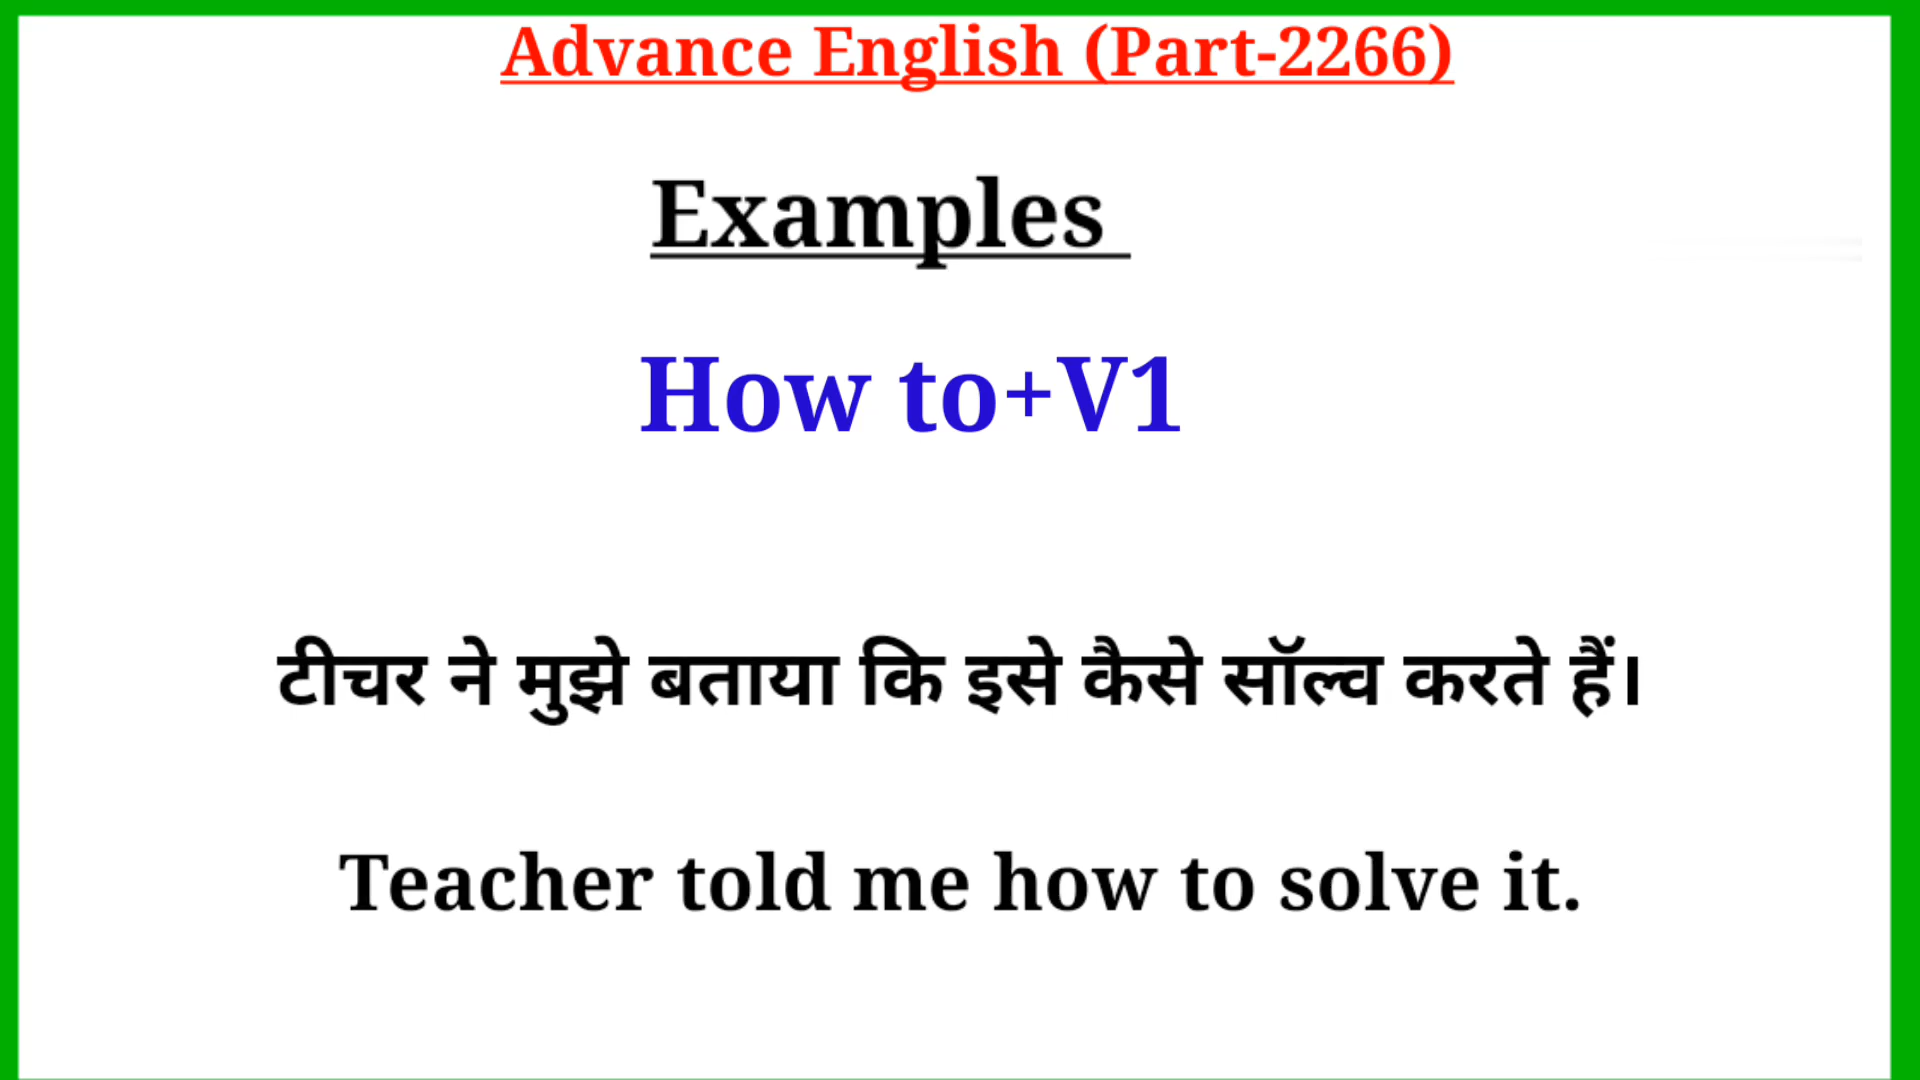 Advance English (Part-2266)
Examples
How to+V1
टीचर ने मुझे बताया कि इसे कैसे सॉल्व करते हैं।
Teacher told me how to solve it.